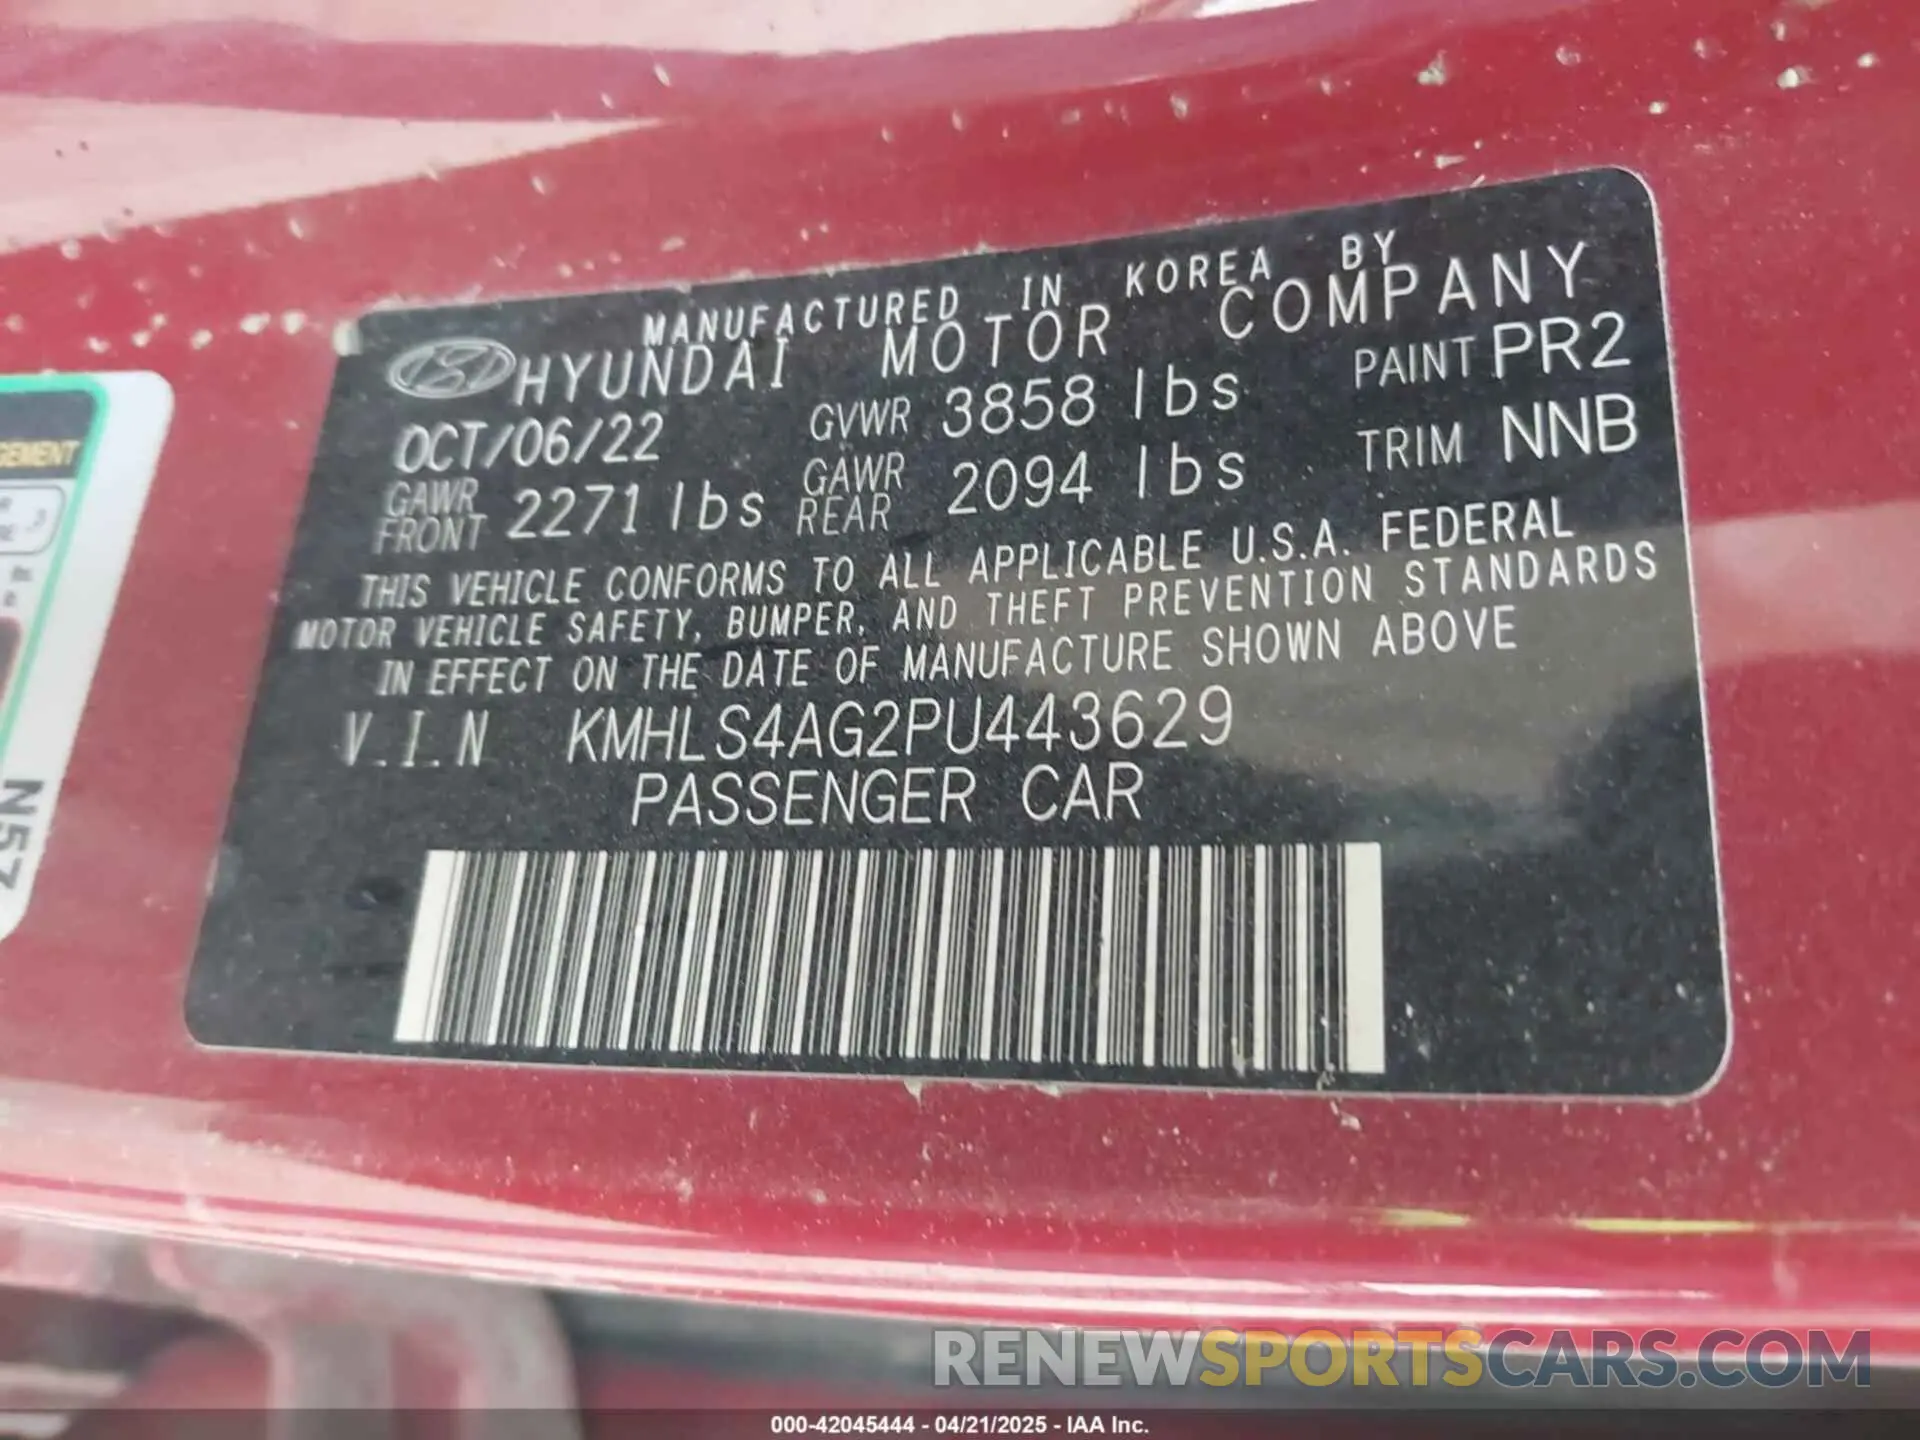 MANUFACTURED IN KOREA BY
HYUNDAI MOTOR COMPANY
OCT/06/22 GVWR 3858 lbs PAINT PR2
GAWR FRONT 2271 lbs GAWR REAR 2094 lbs TRIM NNB
THIS VEHICLE CONFORMS TO ALL APPLICABLE U.S.A. FEDERAL
MOTOR VEHICLE SAFETY, BUMPER, AND THEFT PREVENTION STANDARDS
IN EFFECT ON THE DATE OF MANUFACTURE SHOWN ABOVE
V.I.N KMHLS4AG2PU443629
PASSENGER CAR
GEMENT
N57
RENEWSPORTSCARS.COM
000-42045444 - 04/21/2025 - IAA Inc.